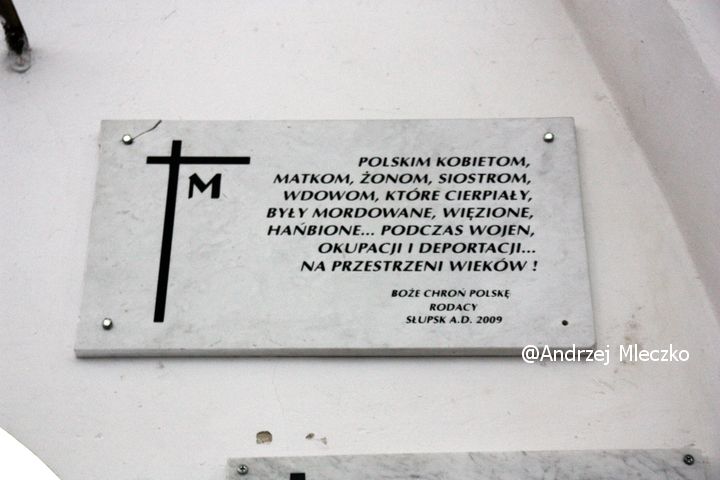 M
POLSKIM KOBIETOM,
MATKOM, ŻONOM, SIOSTROM,
WDOWOM, KTÓRE CIERPIAŁY,
BYŁY MORDOWANE, WIĘZIONE,
HAŃBIONE... PODCZAS WOJEN,
OKUPACJI I DEPORTACJI...
NA PRZESTRZENI WIEKÓW !
BOŻE CHROŃ POLSKĘ
RODACY
SŁUPSK A.D. 2009
@Andrzej Mleczko